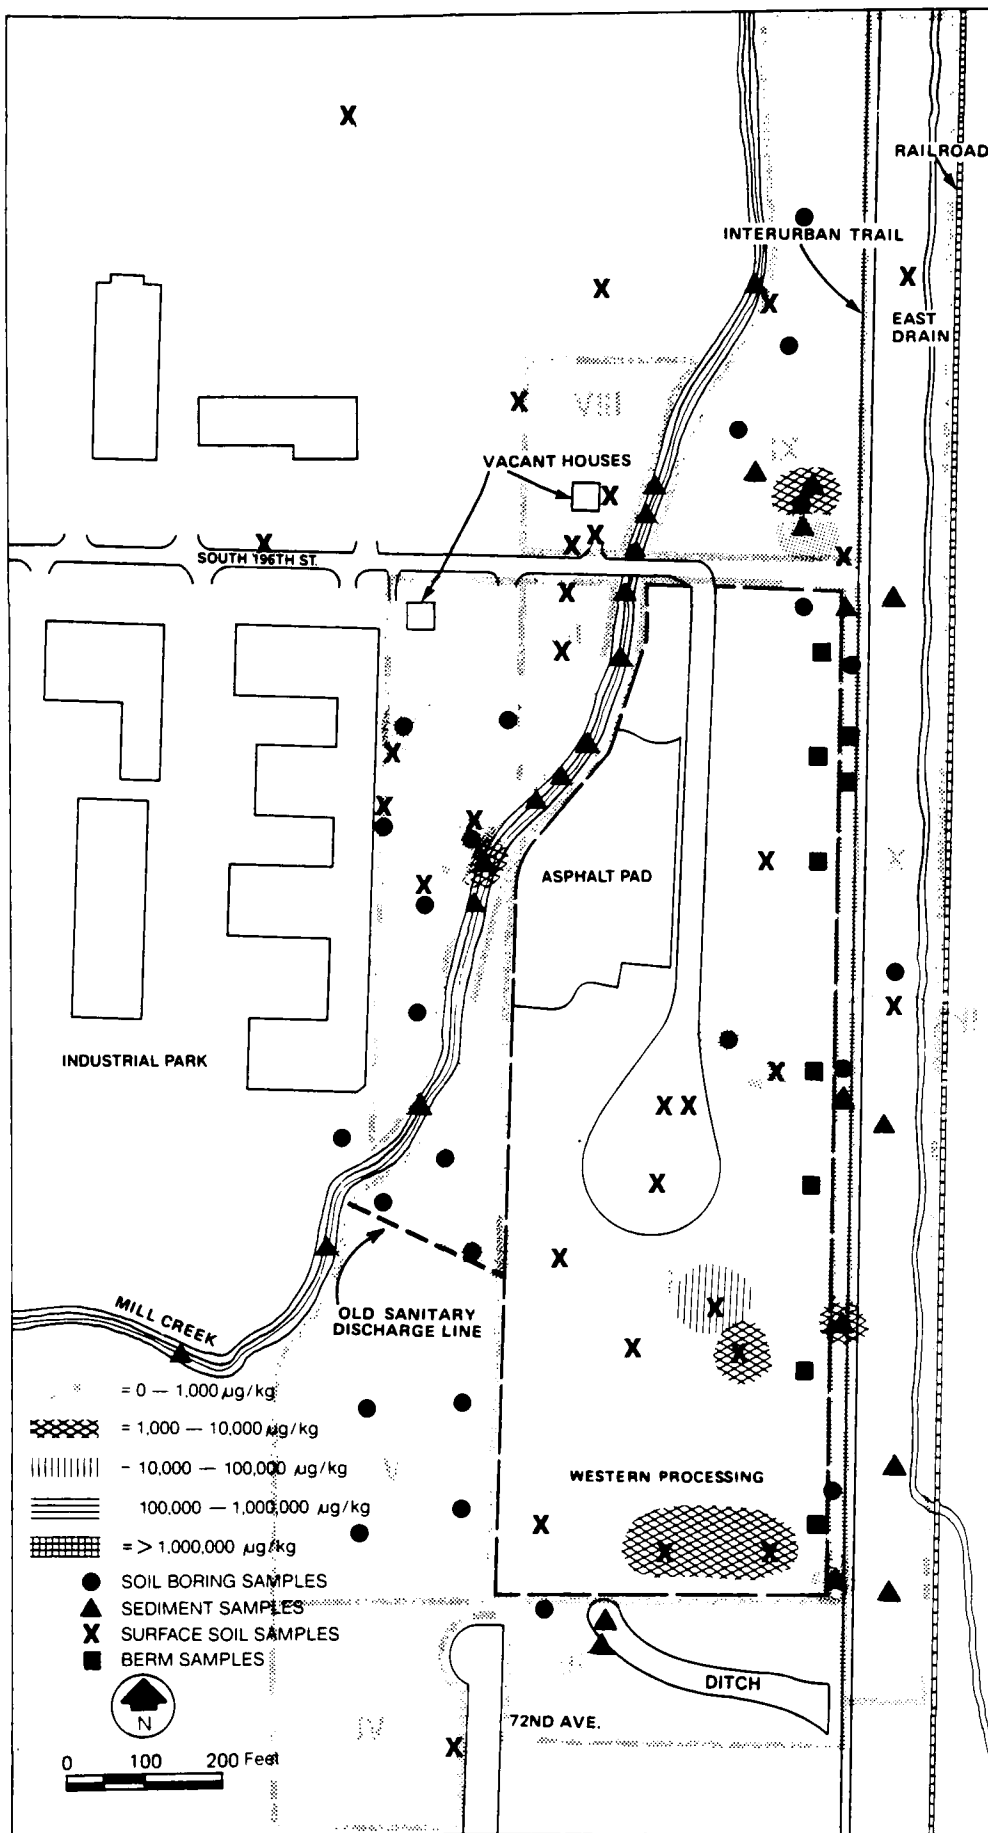 X
RAILROAD
X
INTERURBAN TRAIL
X
X
X
EAST
DRAIN
X
VIII
IX
VACANT HOUSES
X
X
X
X
SOUTH 196TH ST.
X
X
I
X
X
X
X
X
X
X
ASPHALT PAD
X
X
INDUSTRIAL PARK
X
X X
X
X
OLD SANITARY
DISCHARGE LINE
X
MILL CREEK
X
X
= 0 — 1,000 µg/kg
= 1,000 — 10,000 µg/kg
- 10,000 — 100,000 µg/kg
V
WESTERN PROCESSING
100,000 — 1,000,000 µg/kg
X
= > 1,000,000 µg/kg
X
X
SOIL BORING SAMPLES
SEDIMENT SAMPLES
X SURFACE SOIL SAMPLES
BERM SAMPLES
DITCH
N
72ND AVE.
IV
X
0 100 200 Feet